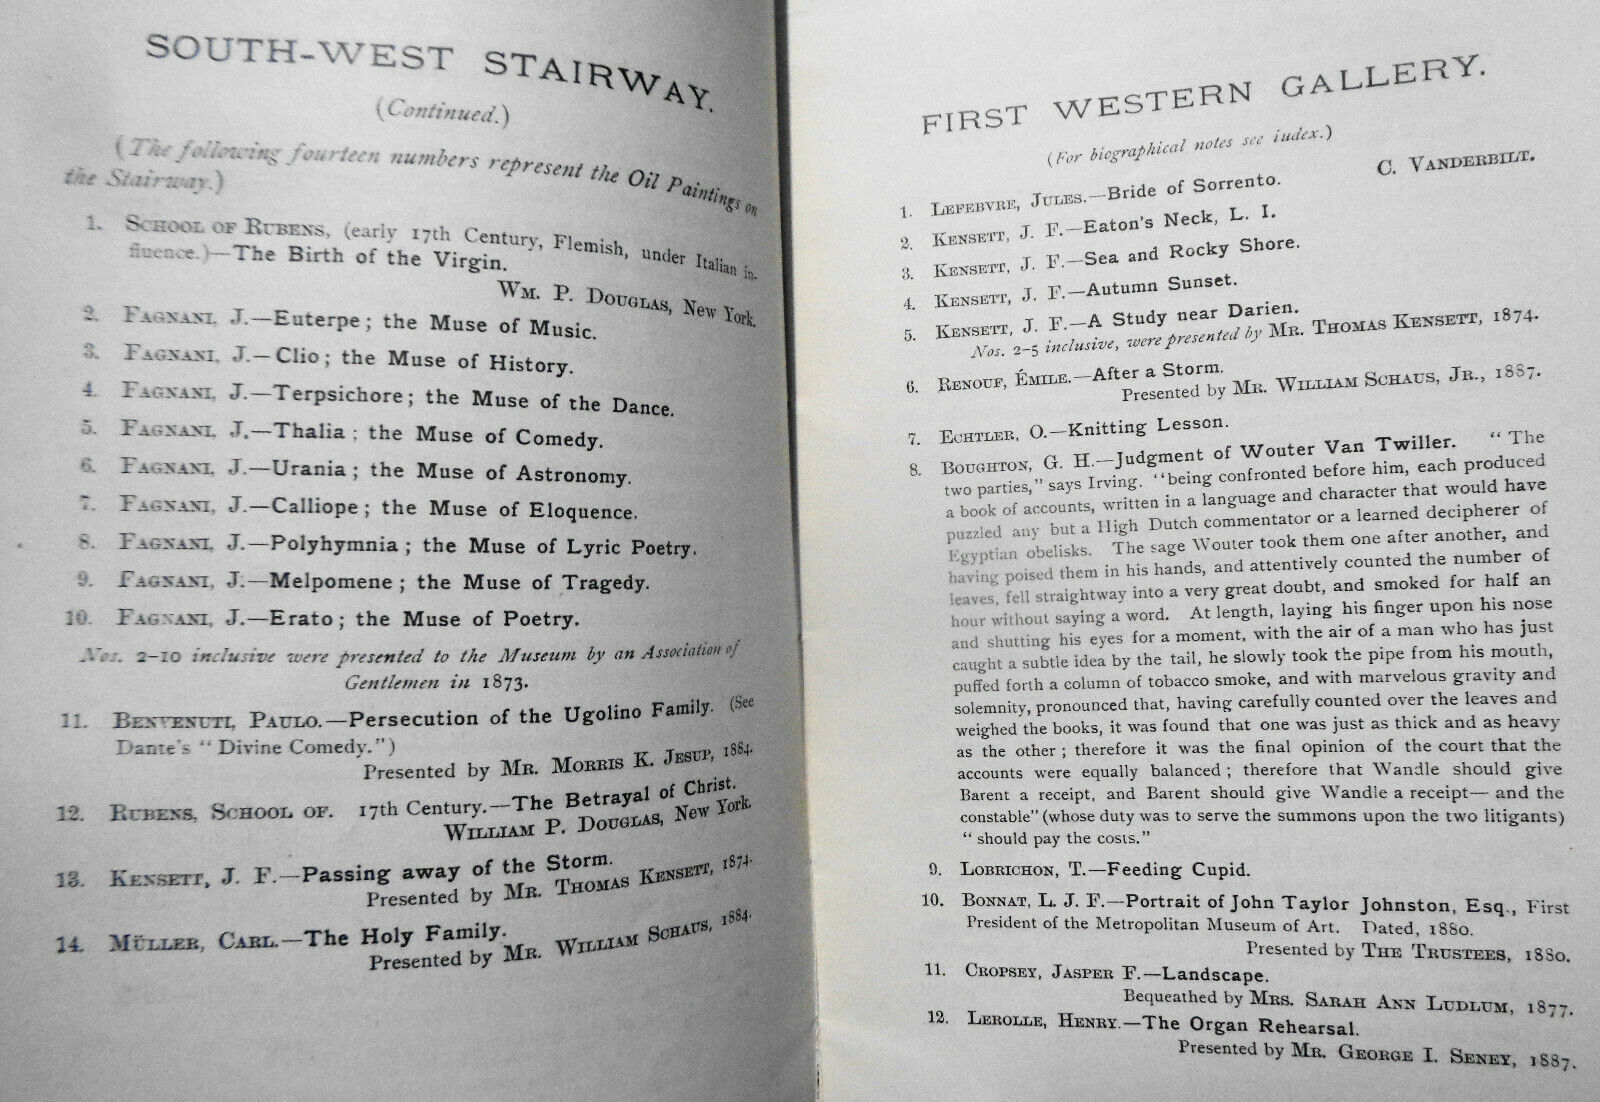 SOUTH-WEST STAIRWAY.
(Continued.)
(The following fourteen numbers represent the Oil Paintings on
the Stairway.)
1. SCHOOL OF RUBENS, (early 17th Century, Flemish, under Italian in-
fluence.)—The Birth of the Virgin.
WM. P. DOUGLAS, New York.
2. FAGNANI, J.—Euterpe; the Muse of Music.
3. FAGNANI, J.—Clio; the Muse of History.
4. FAGNANI, J.—Terpsichore; the Muse of the Dance.
5. FAGNANI, J.—Thalia; the Muse of Comedy.
6. FAGNANI, J.—Urania; the Muse of Astronomy.
7. FAGNANI, J.—Calliope; the Muse of Eloquence.
8. FAGNANI, J.—Polyhymnia; the Muse of Lyric Poetry.
9. FAGNANI, J.—Melpomene; the Muse of Tragedy.
10. FAGNANI, J.—Erato; the Muse of Poetry.
Nos. 2-10 inclusive were presented to the Museum by an Association of
Gentlemen in 1873.
11. BENVENUTI, PAULO.—Persecution of the Ugolino Family. (See
Dante's "Divine Comedy.")
Presented by MR. MORRIS K. JESUP, 1884.
12. RUBENS, SCHOOL OF. 17th Century.—The Betrayal of Christ.
WILLIAM P. DOUGLAS, New York.
13. KENSETT, J. F.—Passing away of the Storm.
Presented by MR. THOMAS KENSETT, 1874.
14. MÜLLER, CARL.—The Holy Family.
Presented by MR. WILLIAM SCHAUS, 1884.
FIRST WESTERN GALLERY.
(For biographical notes see iudex.)
C. VANDERBILT.
1. LEFEBVRE, JULES.—Bride of Sorrento.
2. KENSETT, J. F.—Eaton's Neck, L. I.
3. KENSETT, J. F.—Sea and Rocky Shore.
4. KENSETT, J. F.—Autumn Sunset.
5. KENSETT, J. F.—A Study near Darien.
Nos. 2-5 inclusive, were presented by MR. THOMAS KENSETT, 1874.
6. RENOUF, ÉMILE.—After a Storm.
Presented by MR. WILLIAM SCHAUS, JR., 1887.
7. ECHTLER, O.—Knitting Lesson.
8. BOUGHTON, G. H.—Judgment of Wouter Van Twiller. "The
two parties," says Irving. "being confronted before him, each produced
a book of accounts, written in a language and character that would have
puzzled any but a High Dutch commentator or a learned decipherer of
Egyptian obelisks. The sage Wouter took them one after another, and
having poised them in his hands, and attentively counted the number of
leaves, fell straightway into a very great doubt, and smoked for half an
hour without saying a word. At length, laying his finger upon his nose
and shutting his eyes for a moment, with the air of a man who has just
caught a subtle idea by the tail, he slowly took the pipe from his mouth,
puffed forth a column of tobacco smoke, and with marvelous gravity and
solemnity, pronounced that, having carefully counted over the leaves and
weighed the books, it was found that one was just as thick and as heavy
as the other; therefore it was the final opinion of the court that the
accounts were equally balanced; therefore that Wandle should give
Barent a receipt, and Barent should give Wandle a receipt— and the
constable" (whose duty was to serve the summons upon the two litigants)
"should pay the costs."
9. LOBRICHON, T.—Feeding Cupid.
10. BONNAT, L. J. F.—Portrait of John Taylor Johnston, Esq., First
President of the Metropolitan Museum of Art. Dated, 1880.
Presented by THE TRUSTEES, 1880.
11. CROPSEY, JASPER F.—Landscape.
Bequeathed by MRS. SARAH ANN LUDLUM, 1877.
12. LEROLLE, HENRY.—The Organ Rehearsal.
Presented by MR. GEORGE I. SENEY, 1887.